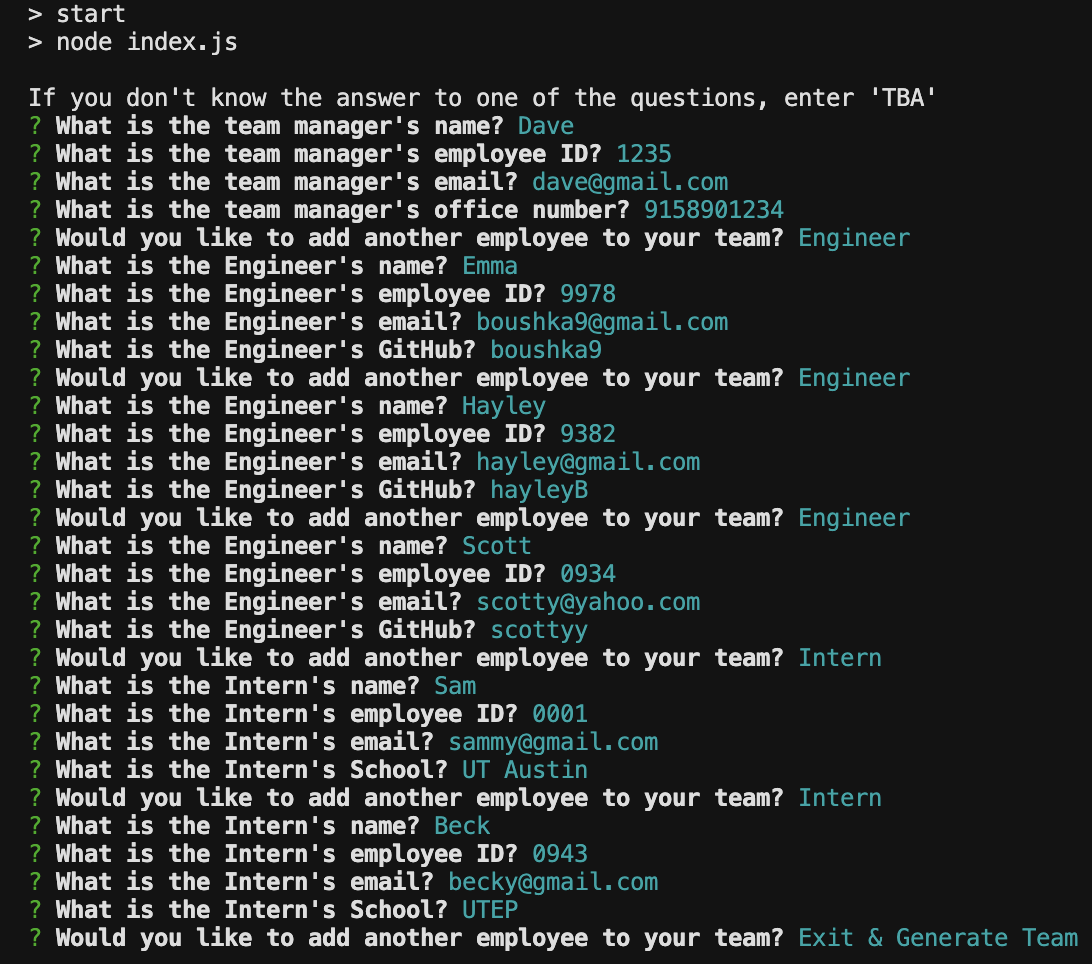 > start
> node index.js
If you don't know the answer to one of the questions, enter 'TBA'
? What is the team manager's name? Dave
? What is the team manager's employee ID? 1235
? What is the team manager's email? dave@gmail.com
? What is the team manager's office number? 9158901234
? Would you like to add another employee to your team? Engineer
? What is the Engineer's name? Emma
? What is the Engineer's employee ID? 9978
? What is the Engineer's email? boushka9@gmail.com
? What is the Engineer's GitHub? boushka9
? Would you like to add another employee to your team? Engineer
? What is the Engineer's name? Hayley
? What is the Engineer's employee ID? 9382
? What is the Engineer's email? hayley@gmail.com
? What is the Engineer's GitHub? hayleyB
? Would you like to add another employee to your team? Engineer
? What is the Engineer's name? Scott
? What is the Engineer's employee ID? 0934
? What is the Engineer's email? scotty@yahoo.com
? What is the Engineer's GitHub? scottyy
? Would you like to add another employee to your team? Intern
? What is the Intern's name? Sam
? What is the Intern's employee ID? 0001
? What is the Intern's email? sammy@gmail.com
? What is the Intern's School? UT Austin
? Would you like to add another employee to your team? Intern
? What is the Intern's name? Beck
? What is the Intern's employee ID? 0943
? What is the Intern's email? becky@gmail.com
? What is the Intern's School? UTEP
? Would you like to add another employee to your team? Exit & Generate Team